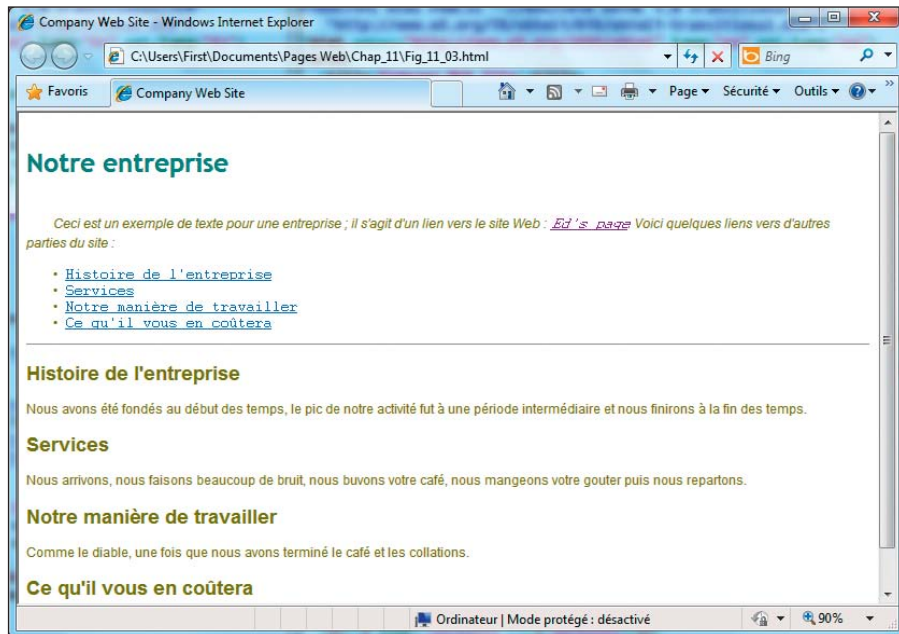 Company Web Site - Windows Internet Explorer
C:\Users\First\Documents\Pages Web\Chap_11\Fig_11_03.html
Bing
Favoris
Company Web Site
Page
Sécurité
Outils
Notre entreprise
Ceci est un exemple de texte pour une entreprise ; il s'agit d'un lien vers le site Web : Ed's page Voici quelques liens vers d'autres
parties du site :
• Histoire de l'entreprise
• Services
• Notre manière de travailler
• Ce qu'il vous en coûtera
Histoire de l'entreprise
Nous avons été fondés au début des temps, le pic de notre activité fut à une période intermédiaire et nous finirons à la fin des temps.
Services
Nous arrivons, nous faisons beaucoup de bruit, nous buvons votre café, nous mangeons votre gouter puis nous repartons.
Notre manière de travailler
Comme le diable, une fois que nous avons terminé le café et les collations.
Ce qu'il vous en coûtera
Ordinateur | Mode protégé : désactivé
90%